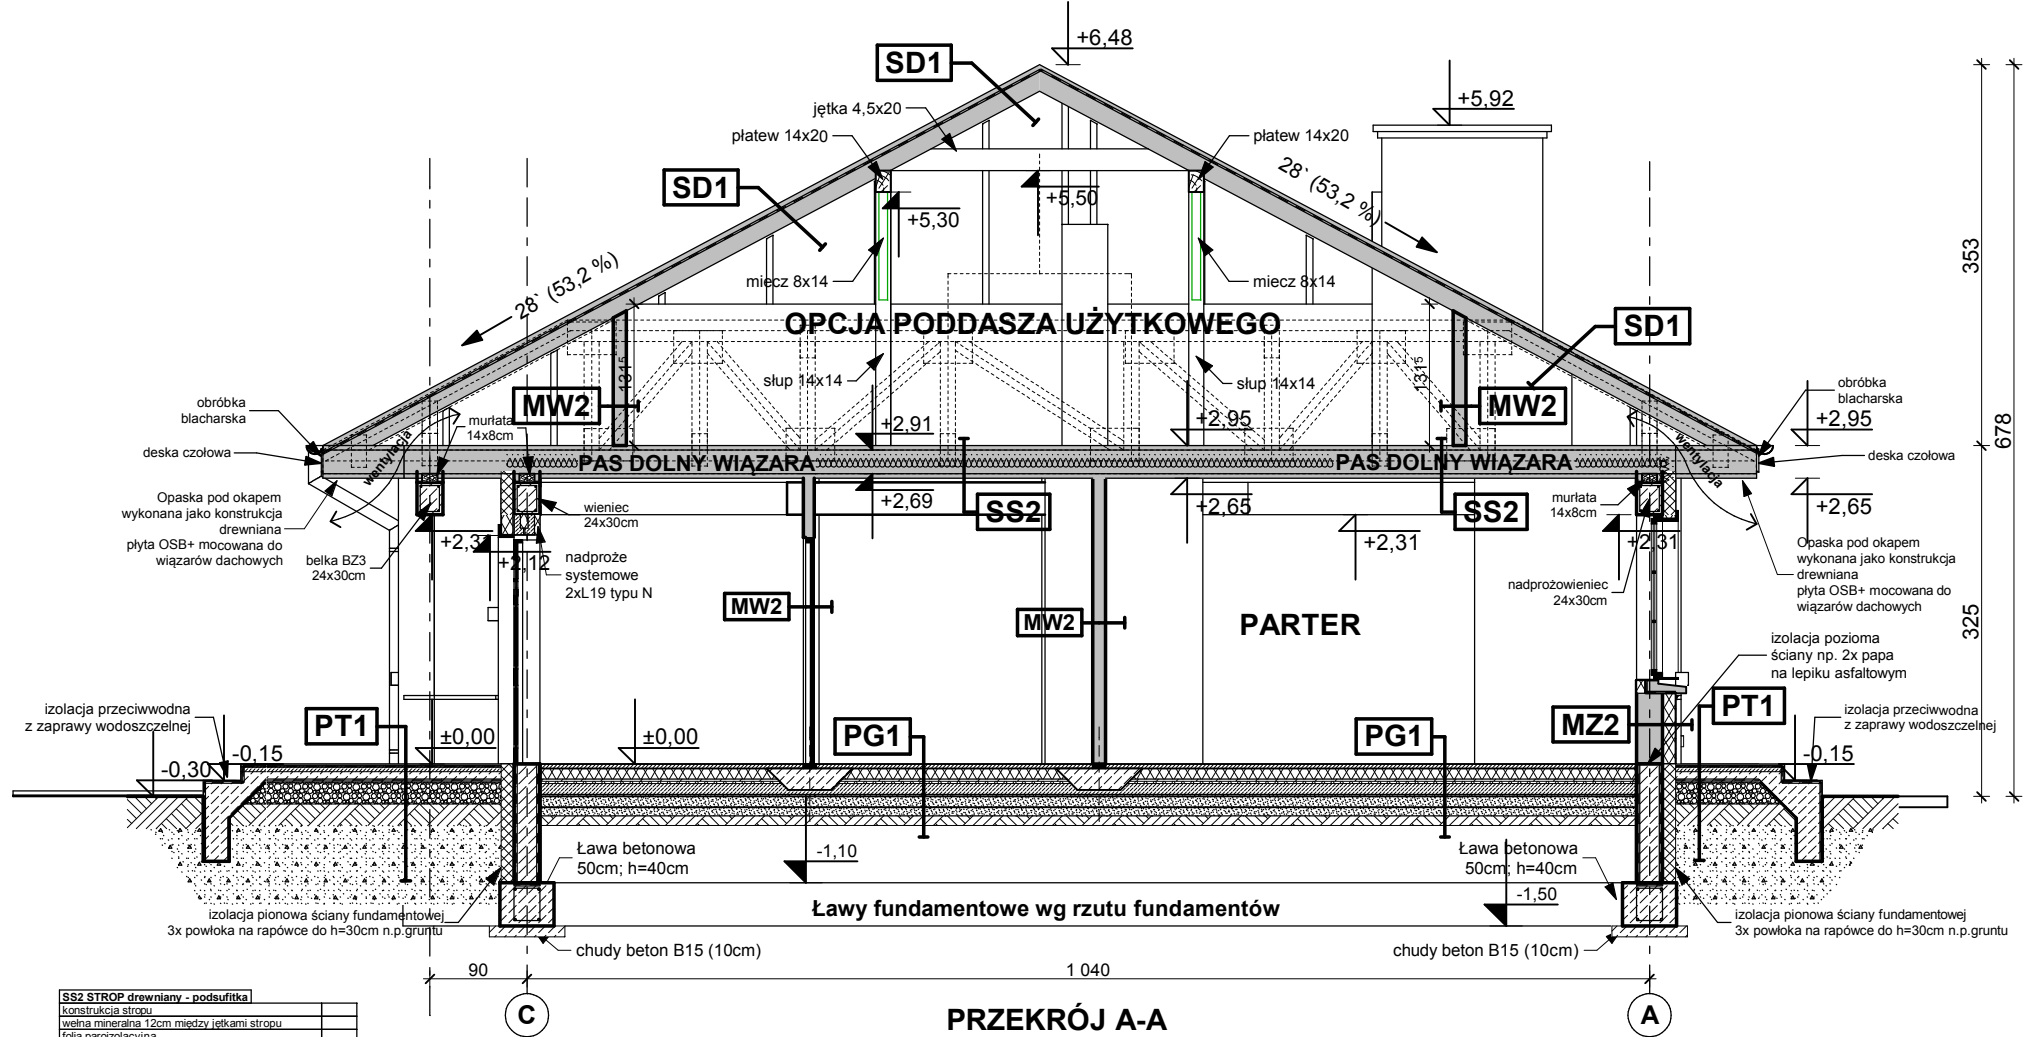 +6,48
SD1
jętka 4,5x20
+5,92
płatew 14x20
płatew 14x20
SD1
28` (53,2 %)
+5,50
+5,30
353
678
28` (53,2 %)
miecz 8x14
miecz 8x14
OPCJA PODDASZA UŻYTKOWEGO
SD1
1315
1315
słup 14x14
słup 14x14
obróbka
blacharska
obróbka
blacharska
MW2
MW2
murłata
14x8cm
+2,91
+2,95
+2,95
wentylacja
wentylacja
deska czołowa
PAS DOLNY WIĄZARA
PAS DOLNY WIĄZARA
deska czołowa
Opaska pod okapem
wykonana jako konstrukcja
drewniana
płyta OSB+ mocowana do
wiązarów dachowych
wieniec
24x30cm
+2,69
SS2
+2,65
SS2
murłata
14x8cm
+2,65
+2,31
+2,12
+2,31
+2,31
belka BZ3
24x30cm
nadproże
systemowe
2xL19 typu N
nadprożowieniec
24x30cm
Opaska pod okapem
wykonana jako konstrukcja
drewniana
płyta OSB+ mocowana do
wiązarów dachowych
MW2
MW2
PARTER
325
izolacja pozioma
ściany np. 2x papa
na lepiku asfaltowym
izolacja przeciwwodna
z zaprawy wodoszczelnej
PT1
±0,00
±0,00
PG1
PG1
MZ2
PT1
izolacja przeciwwodna
z zaprawy wodoszczelnej
-0,30
-0,15
-0,15
-1,10
Ława betonowa
50cm; h=40cm
Ława betonowa
50cm; h=40cm
-1,50
Ławy fundamentowe wg rzutu fundamentów
izolacja pionowa ściany fundamentowej
3x powłoka na rapówce do h=30cm n.p.gruntu
izolacja pionowa ściany fundamentowej
3x powłoka na rapówce do h=30cm n.p.gruntu
chudy beton B15 (10cm)
chudy beton B15 (10cm)
90
1 040
SS2 STROP drewniany - podsufitka
konstrukcja stropu
wełna mineralna 12cm między jętkami stropu
folia paroizolacyjna
C
PRZEKRÓJ A-A
A